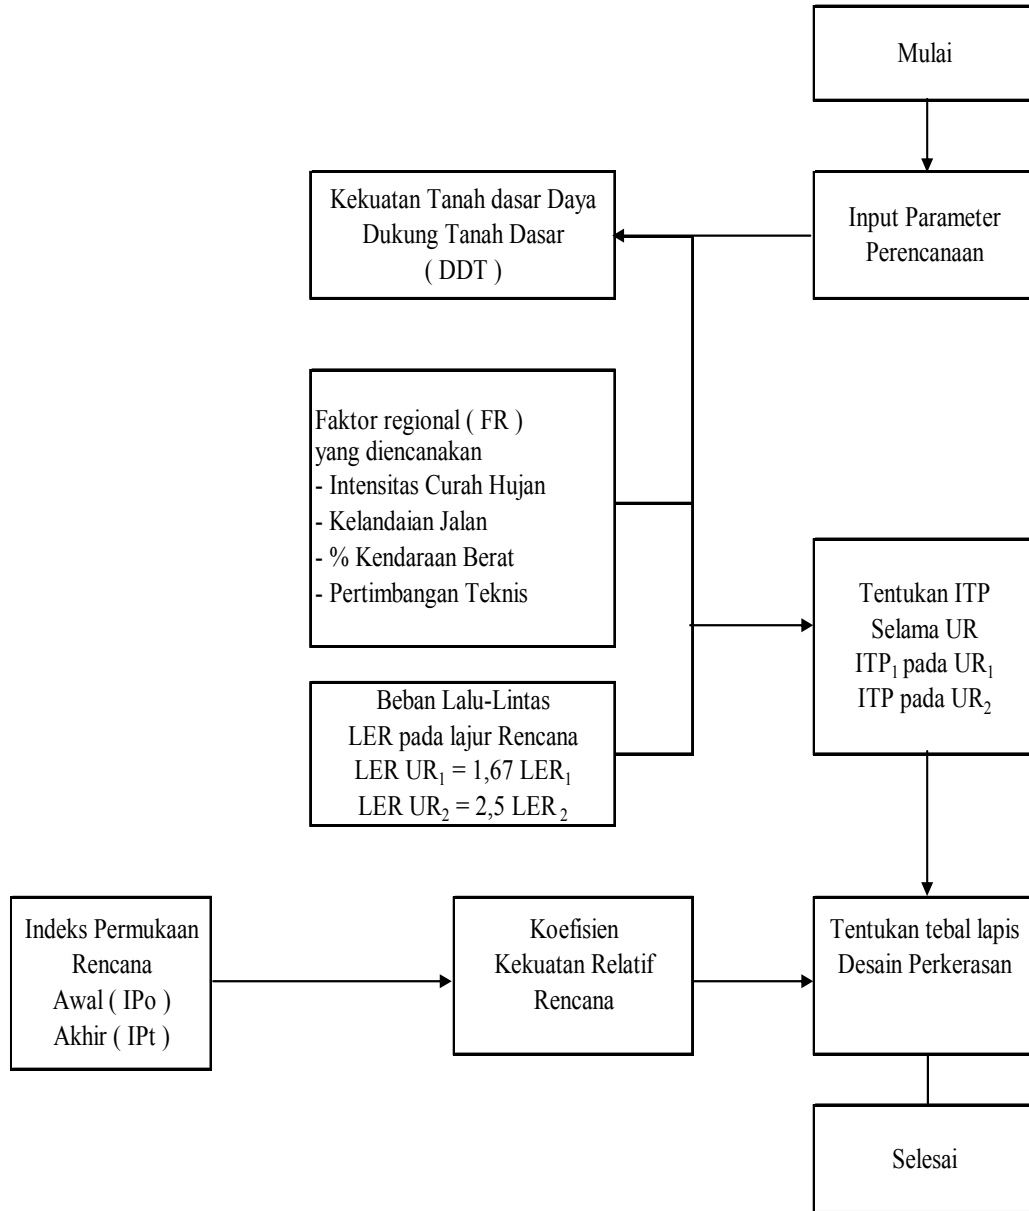 Mulai
Input Parameter
Perencanaan
Kekuatan Tanah dasar Daya
Dukung Tanah Dasar
( DDT )
Faktor regional ( FR )
yang diencanakan
- Intensitas Curah Hujan
- Kelandaian Jalan
- % Kendaraan Berat
- Pertimbangan Teknis
Beban Lalu-Lintas
LER pada lajur Rencana
LER UR₁ = 1,67 LER₁
LER UR₂ = 2,5 LER₂
Tentukan ITP
Selama UR
ITP₁ pada UR₁
ITP pada UR₂
Indeks Permukaan
Rencana
Awal ( IPo )
Akhir ( IPt )
Koefisien
Kekuatan Relatif
Rencana
Tentukan tebal lapis
Desain Perkerasan
Selesai